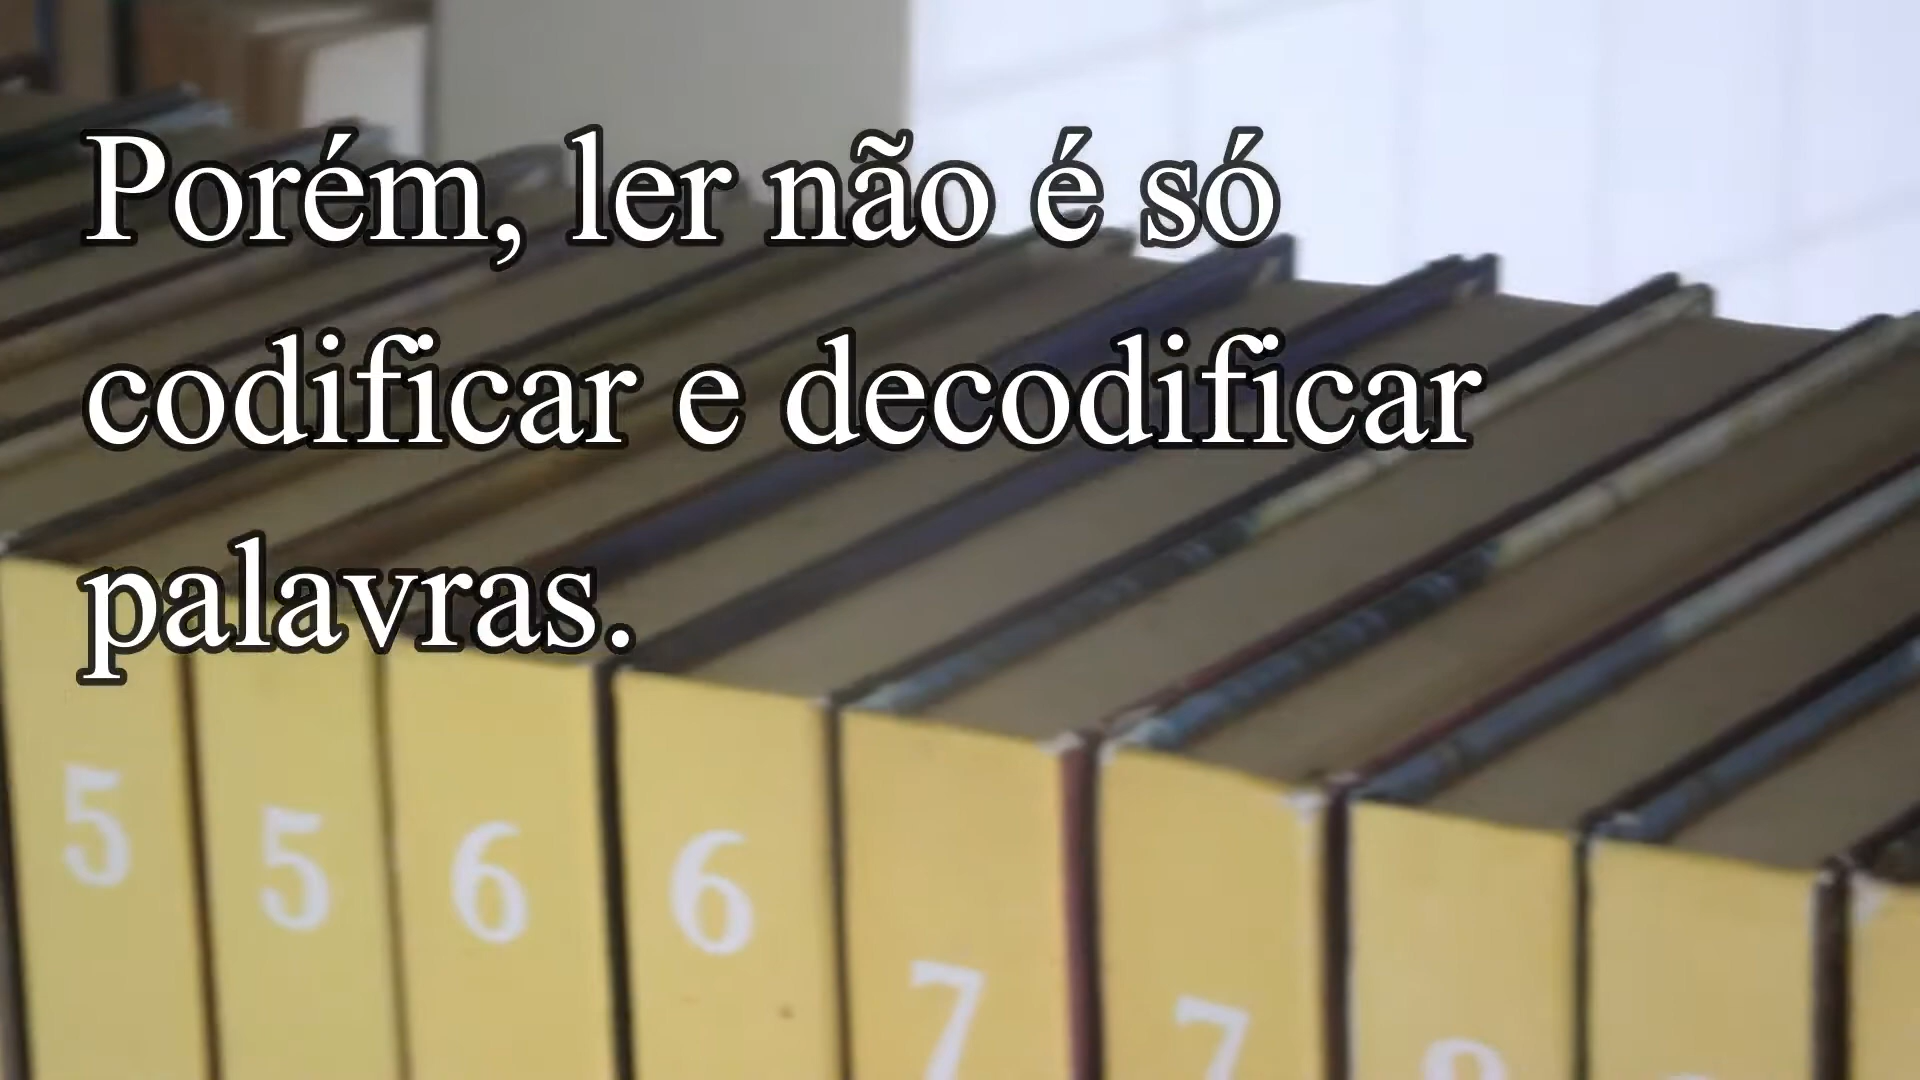 Porém, ler não é só
codificar e decodificar
palavras.
5
5
6
6
7
7